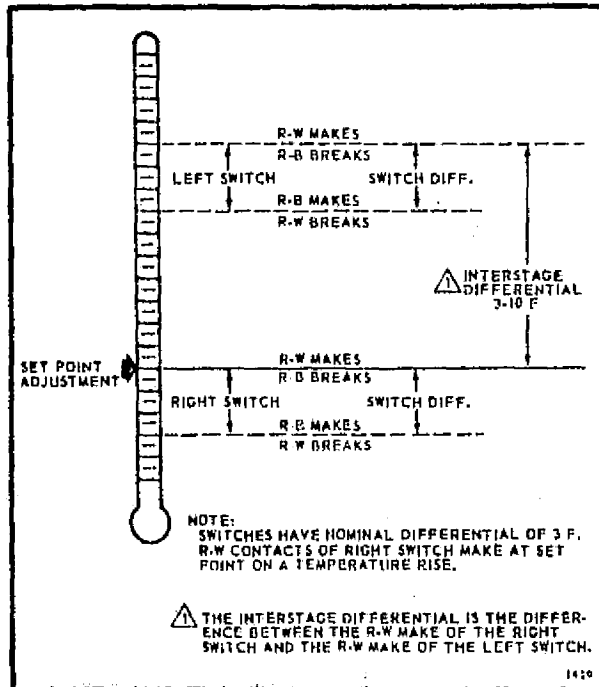 R-W MAKES
R-B BREAKS
LEFT SWITCH
SWITCH DIFF.
R-B MAKES
R-W BREAKS
⚠1 INTERSTAGE
DIFFERENTIAL
3-10 F
SET POINT
ADJUSTMENT
R-W MAKES
R-B BREAKS
RIGHT SWITCH
SWITCH DIFF.
R-B MAKES
R-W BREAKS
NOTE:
SWITCHES HAVE NOMINAL DIFFERENTIAL OF 3 F.
R-W CONTACTS OF RIGHT SWITCH MAKE AT SET
POINT ON A TEMPERATURE RISE.
1 THE INTERSTAGE DIFFERENTIAL IS THE DIFFER-
ENCE BETWEEN THE R-W MAKE OF THE RIGHT
SWITCH AND THE R-W MAKE OF THE LEFT SWITCH.